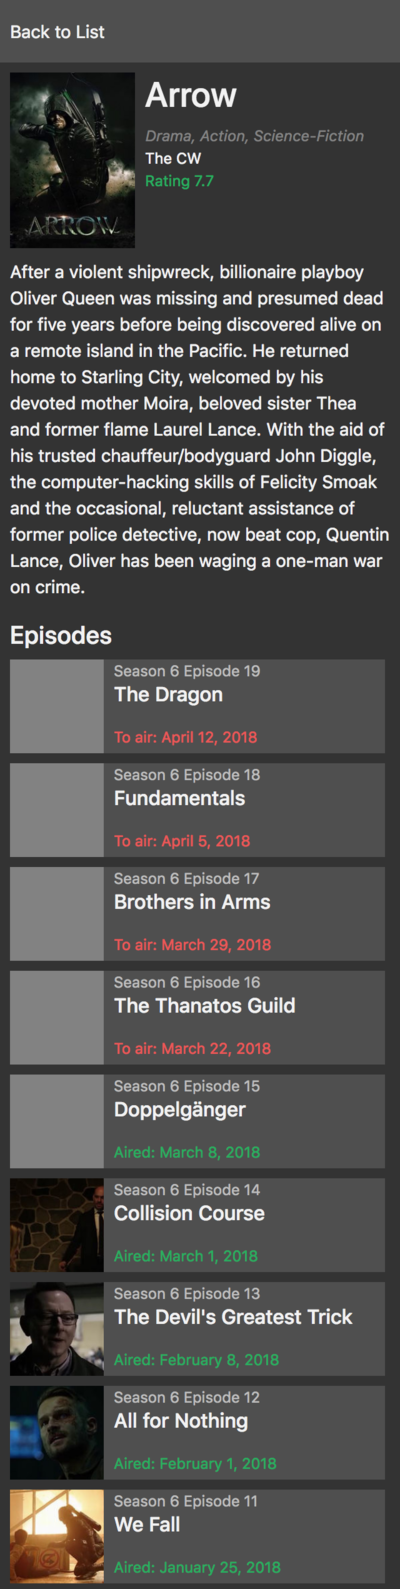 Back to List
Arrow
Drama, Action, Science-Fiction
The CW
Rating 7.7
ARROW
After a violent shipwreck, billionaire playboy
Oliver Queen was missing and presumed dead
for five years before being discovered alive on
a remote island in the Pacific. He returned
home to Starling City, welcomed by his
devoted mother Moira, beloved sister Thea
and former flame Laurel Lance. With the aid of
his trusted chauffeur/bodyguard John Diggle,
the computer-hacking skills of Felicity Smoak
and the occasional, reluctant assistance of
former police detective, now beat cop, Quentin
Lance, Oliver has been waging a one-man war
on crime.
Episodes
Season 6 Episode 19
The Dragon
To air: April 12, 2018
Season 6 Episode 18
Fundamentals
To air: April 5, 2018
Season 6 Episode 17
Brothers in Arms
To air: March 29, 2018
Season 6 Episode 16
The Thanatos Guild
To air: March 22, 2018
Season 6 Episode 15
Doppelgänger
Aired: March 8, 2018
Season 6 Episode 14
Collision Course
Aired: March 1, 2018
Season 6 Episode 13
The Devil's Greatest Trick
Aired: February 8, 2018
Season 6 Episode 12
All for Nothing
Aired: February 1, 2018
Season 6 Episode 11
We Fall
Aired: January 25, 2018